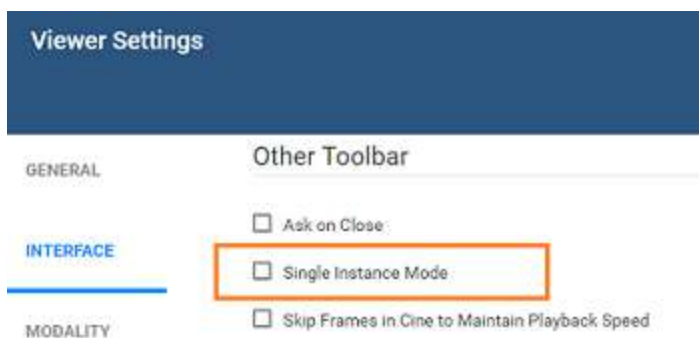 Viewer Settings
GENERAL
Other Toolbar
Ask on Close
INTERFACE
Single Instance Mode
MODALITY
Skip Frames in Cine to Maintain Playback Speed